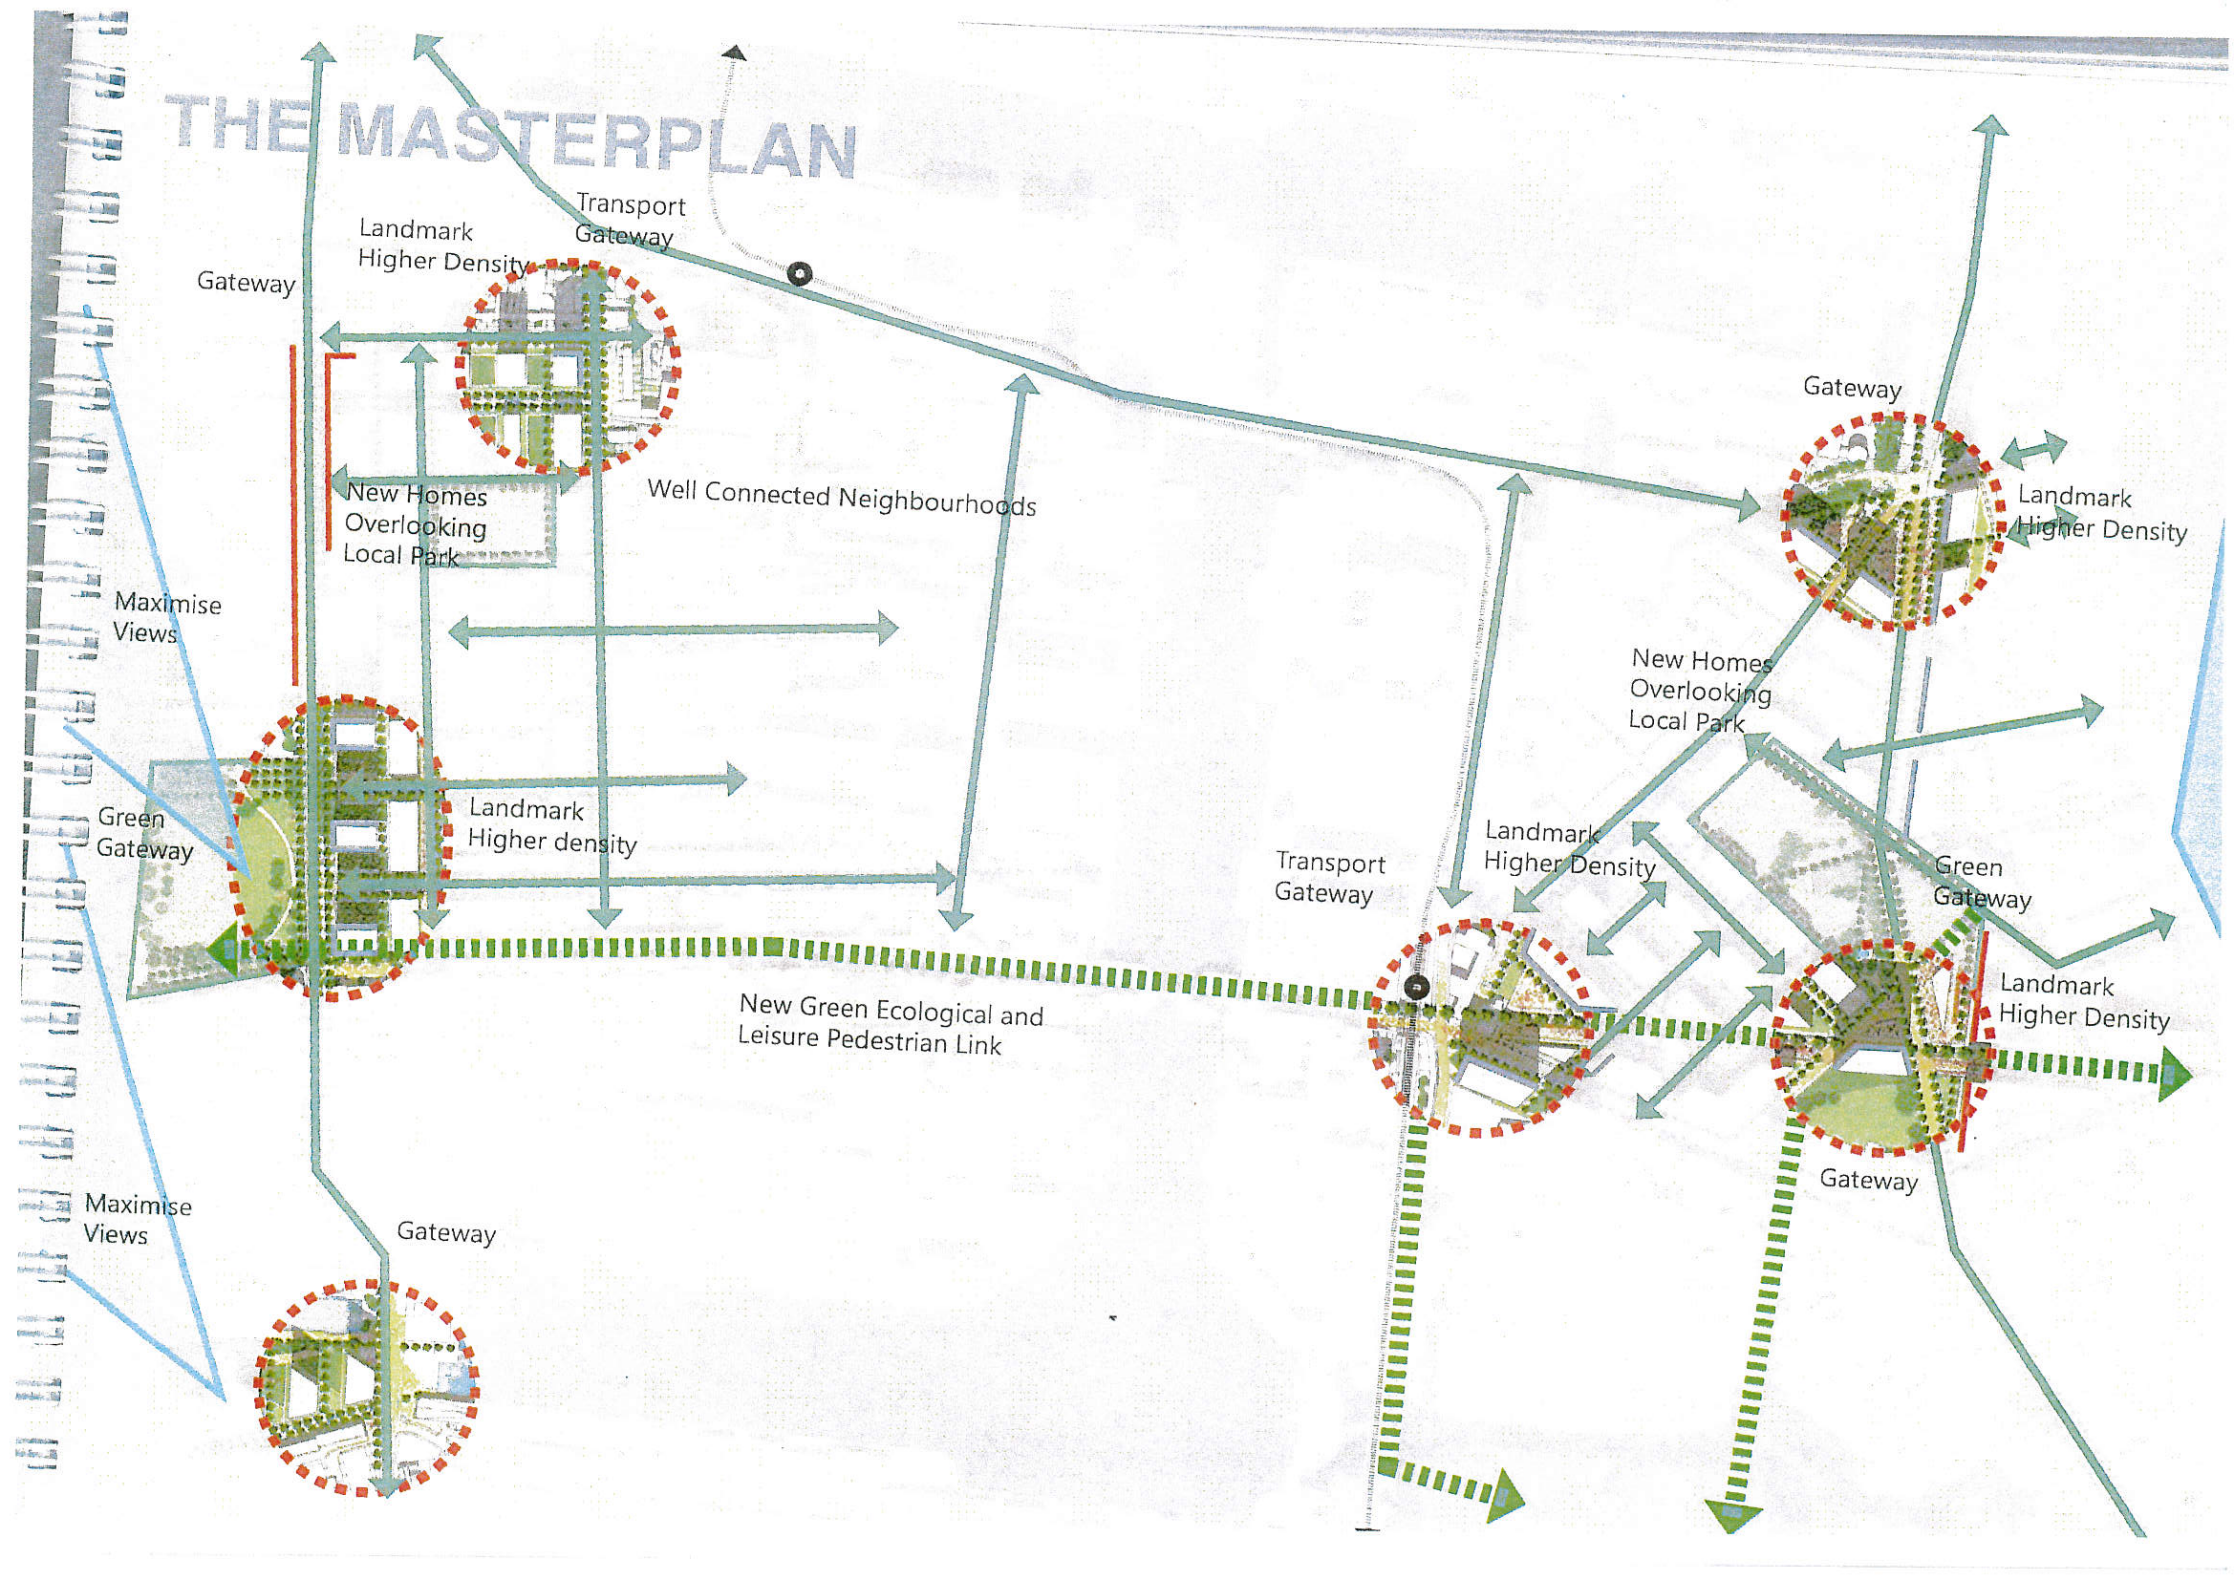 THE MASTERPLAN
Transport
Gateway
Landmark
Higher Density
Gateway
Gateway
Landmark
Higher Density
New Homes
Overlooking
Local Park
Well Connected Neighbourhoods
Maximise
Views
New Homes
Overlooking
Local Park
Green
Gateway
Landmark
Higher density
Transport
Gateway
Landmark
Higher Density
Green
Gateway
Landmark
Higher Density
New Green Ecological and
Leisure Pedestrian Link
Gateway
Maximise
Views
Gateway